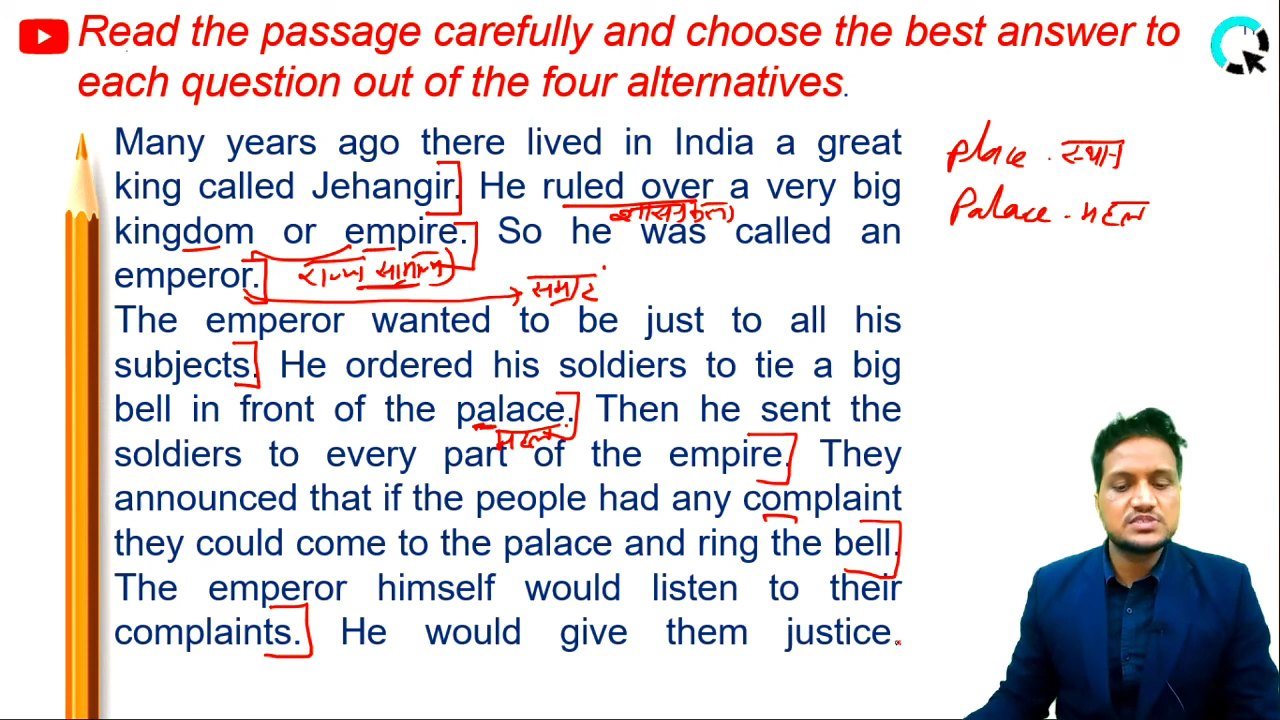 Read the passage carefully and choose the best answer to
each question out of the four alternatives.
Many years ago there lived in India a great
king called Jehangir. He ruled over a very big
शासन करना
kingdom or empire. So he was called an
emperor.
राज्य साम्राज्य
सम्राट
The emperor wanted to be just to all his
subjects. He ordered his soldiers to tie a big
bell in front of the palace. Then he sent the
महल
soldiers to every part of the empire. They
announced that if the people had any complaint
they could come to the palace and ring the bell.
The emperor himself would listen to their
complaints. He would give them justice.
place . स्थान
Palace - महल